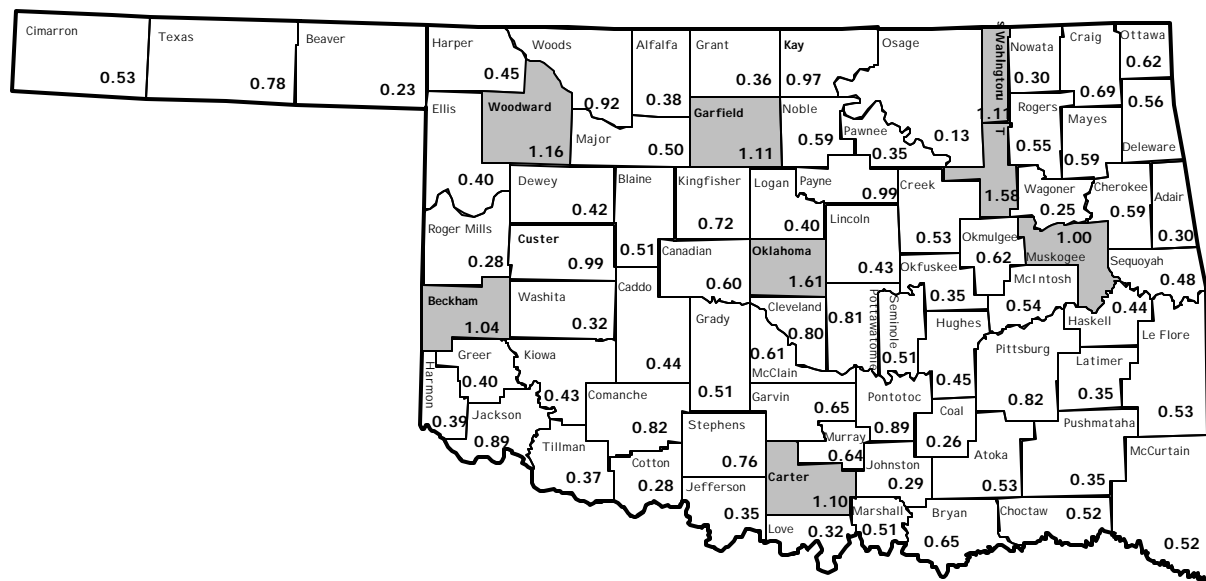 Cimarron
0.53
Texas
0.78
Beaver
0.23
Harper
0.45
Woods
0.92
Alfalfa
0.38
Grant
0.36
Kay
0.97
Osage
0.13
1.11
Nowata
0.30
Craig
0.69
Ottawa
0.62
Ellis
0.40
Woodward
1.16
Major
0.50
Garfield
1.11
Noble
0.59
Pawnee
0.35
T
1.58
Rogers
0.55
Mayes
0.59
0.56
Deleware
Dewey
0.42
Blaine
0.51
Kingfisher
0.72
Logan
0.40
Payne
0.99
Creek
0.53
Wagoner
0.25
Cherokee
0.59
Adair
0.30
Roger Mills
0.28
Custer
0.99
Canadian
0.60
Oklahoma
1.61
Lincoln
0.43
Okfuskee
0.35
Okmulgee
0.62
1.00
Muskogee
McIntosh
0.54
Sequoyah
0.48
Beckham
1.04
Washita
0.32
Caddo
0.44
Grady
0.51
Cleveland
0.80
0.61
McClain
0.81
Pottawatomie
Seminole
0.51
Hughes
0.45
Pittsburg
0.82
Haskell
0.44
Latimer
0.35
Le Flore
0.53
Harmon
0.39
Greer
0.40
Kiowa
0.43
Jackson
0.89
Tillman
0.37
Comanche
0.82
Cotton
0.28
Stephens
0.76
Jefferson
0.35
Garvin
0.65
Murray
0.64
Carter
1.10
Love
0.32
Pontotoc
0.89
Johnston
0.29
Marshall
0.51
Coal
0.26
Atoka
0.53
Bryan
0.65
Pushmataha
0.35
Choctaw
0.52
McCurtain
0.52